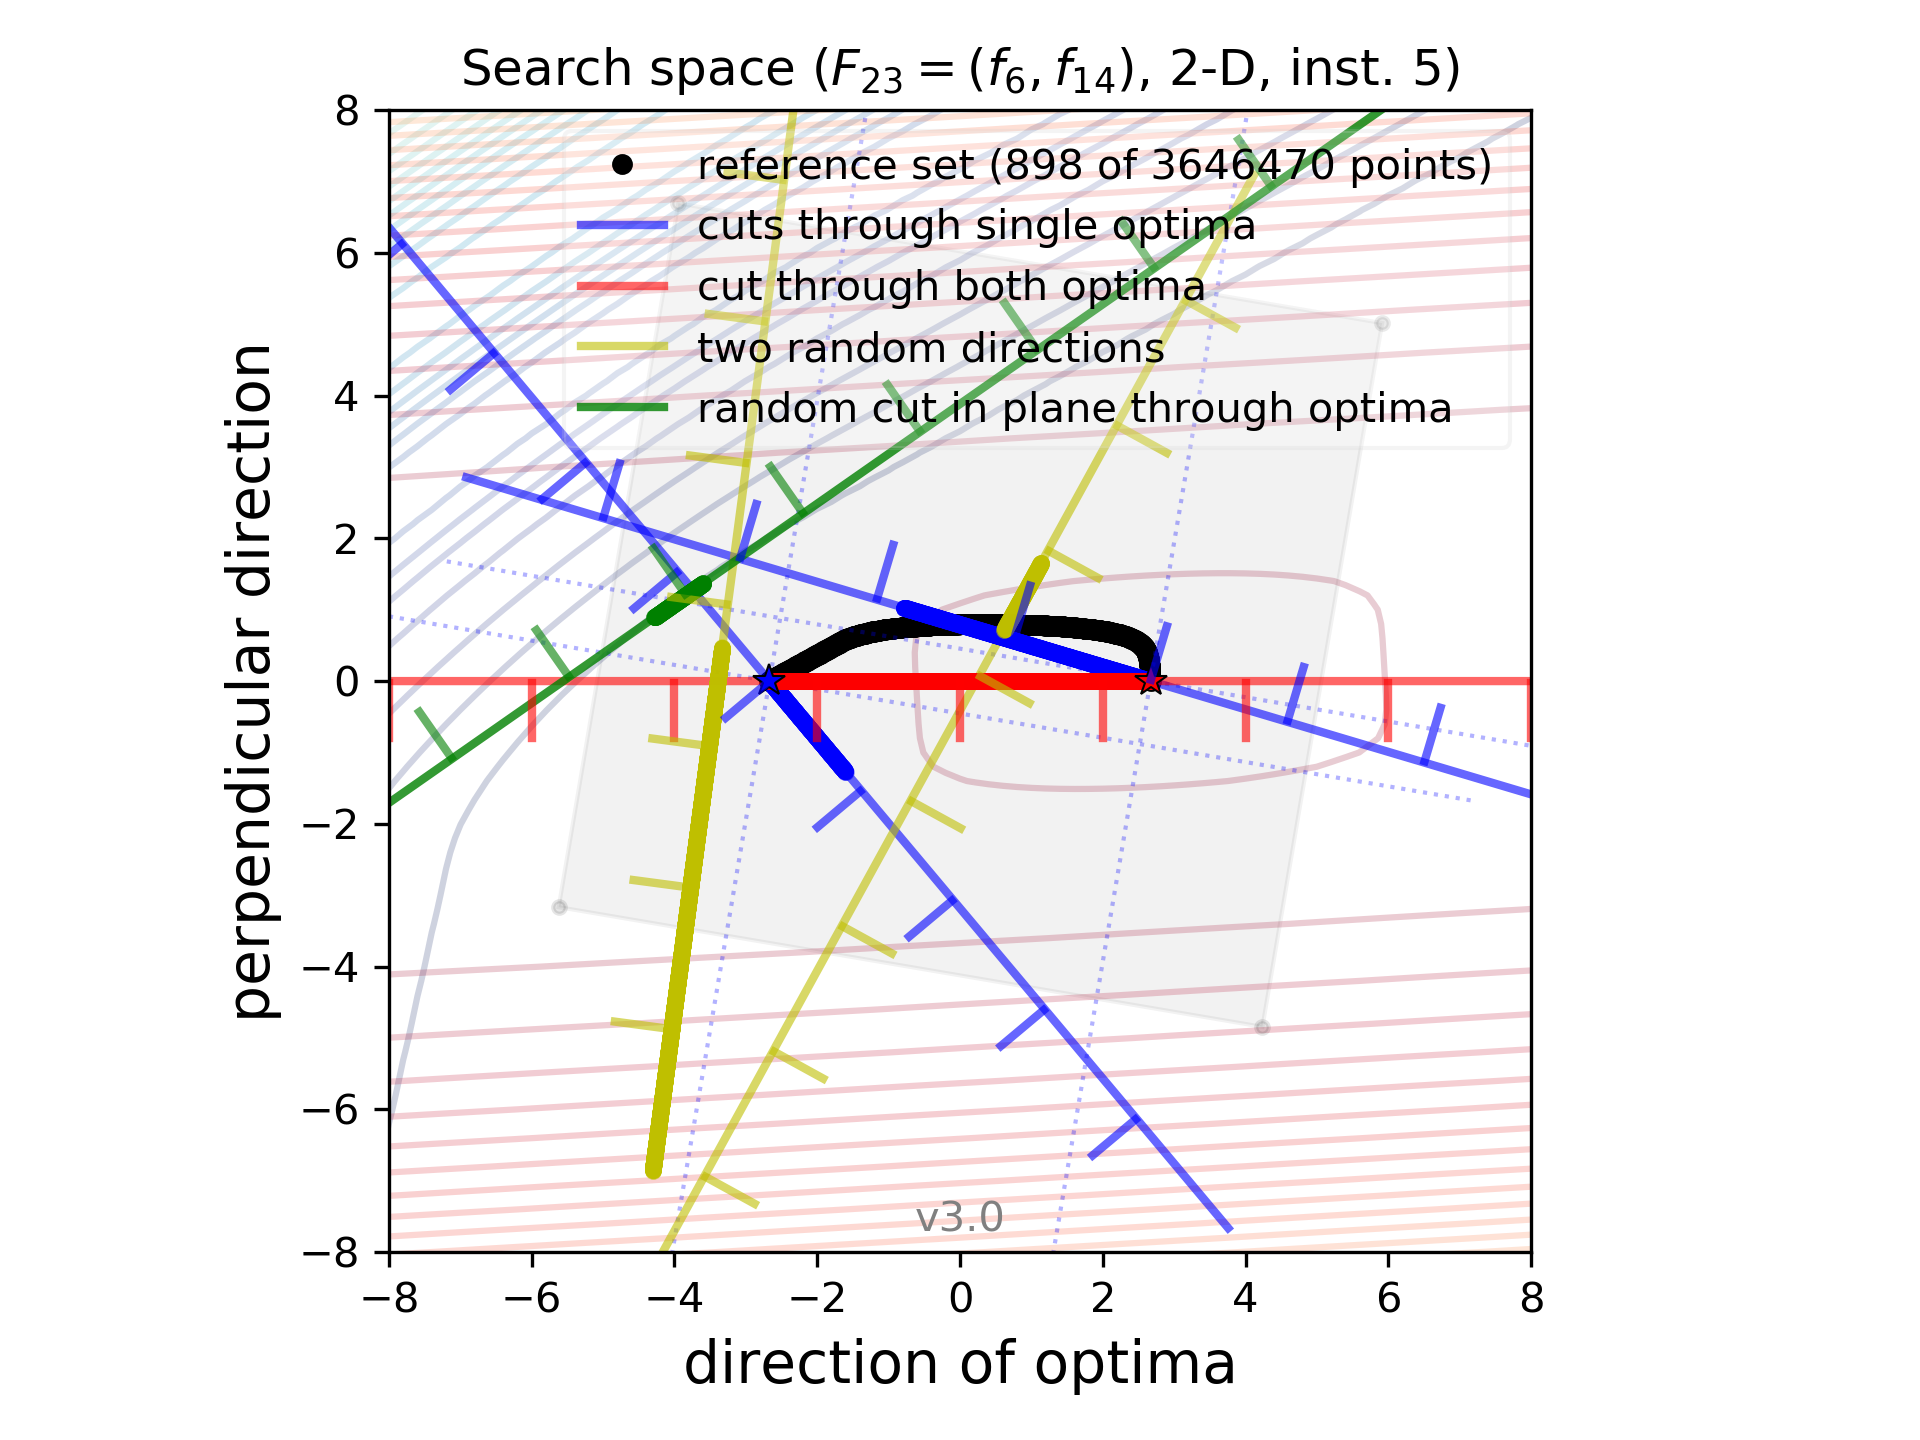 Search space (F₂₃ = (f₆, f₁₄), 2-D, inst. 5)
reference set (898 of 3646470 points)
cuts through single optima
cut through both optima
two random directions
random cut in plane through optima
perpendicular direction
8
6
4
2
0
−2
−4
−6
−8
v3.0
−8 −6 −4 −2 0 2 4 6 8
direction of optima